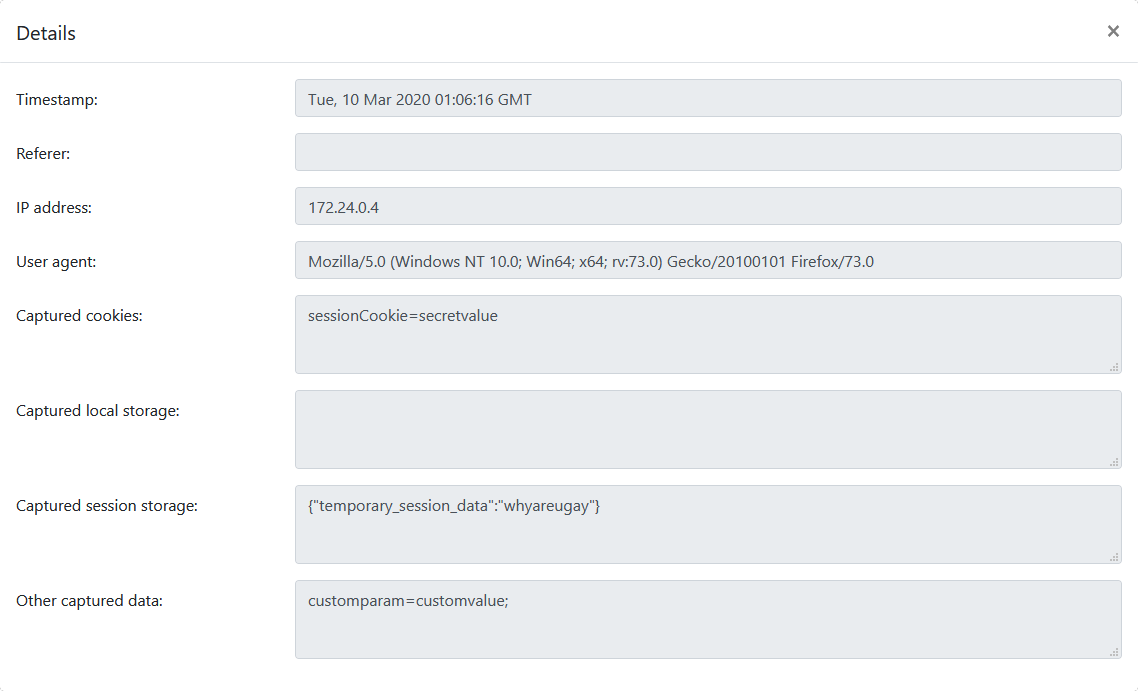 Details ×
Timestamp: Tue, 10 Mar 2020 01:06:16 GMT
Referer:
IP address: 172.24.0.4
User agent: Mozilla/5.0 (Windows NT 10.0; Win64; x64; rv:73.0) Gecko/20100101 Firefox/73.0
Captured cookies: sessionCookie=secretvalue
Captured local storage:
Captured session storage: {"temporary_session_data":"whyareugay"}
Other captured data: customparam=customvalue;